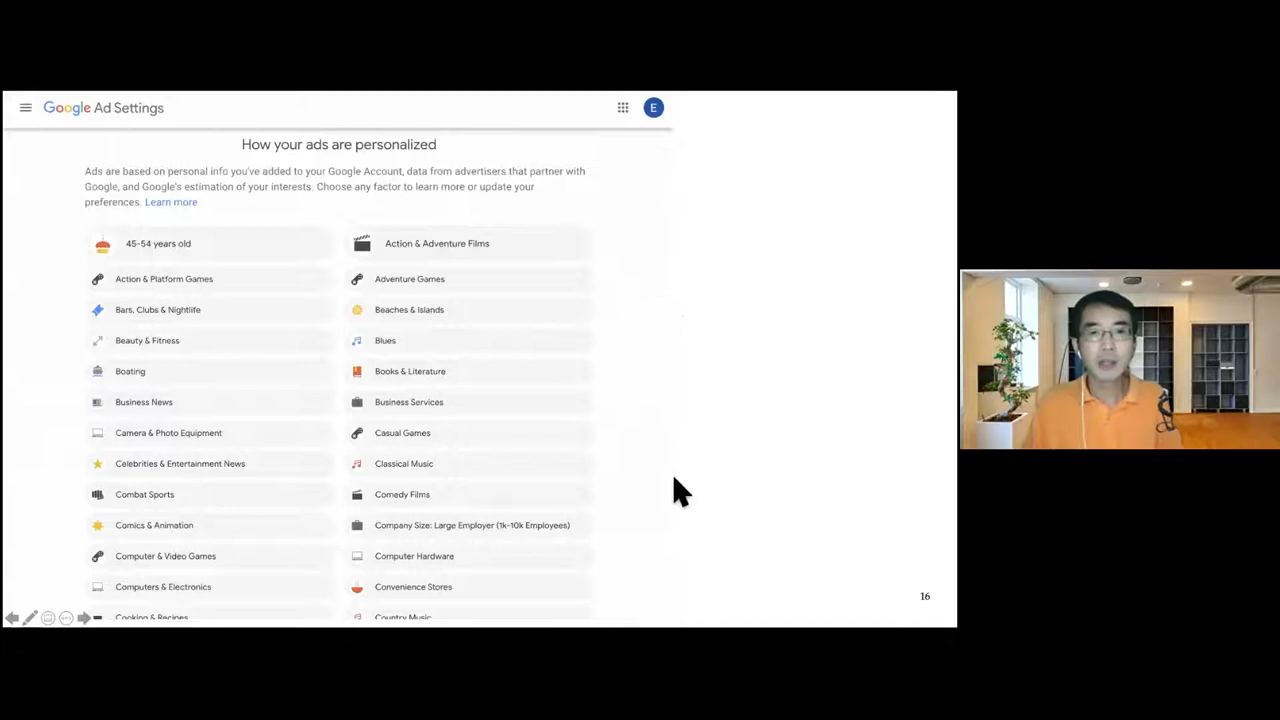 Google Ad Settings
E
How your ads are personalized
Ads are based on personal info you've added to your Google Account, data from advertisers that partner with
Google, and Google's estimation of your interests. Choose any factor to learn more or update your
preferences. Learn more
45-54 years old
Action & Adventure Films
Action & Platform Games
Adventure Games
Bars, Clubs & Nightlife
Beaches & Islands
Beauty & Fitness
Blues
Boating
Books & Literature
Business News
Business Services
Camera & Photo Equipment
Casual Games
Celebrities & Entertainment News
Classical Music
Combat Sports
Comedy Films
Comics & Animation
Company Size: Large Employer (1k-10k Employees)
Computer & Video Games
Computer Hardware
Computers & Electronics
Convenience Stores
Cooking & Recipes
Country Music
16